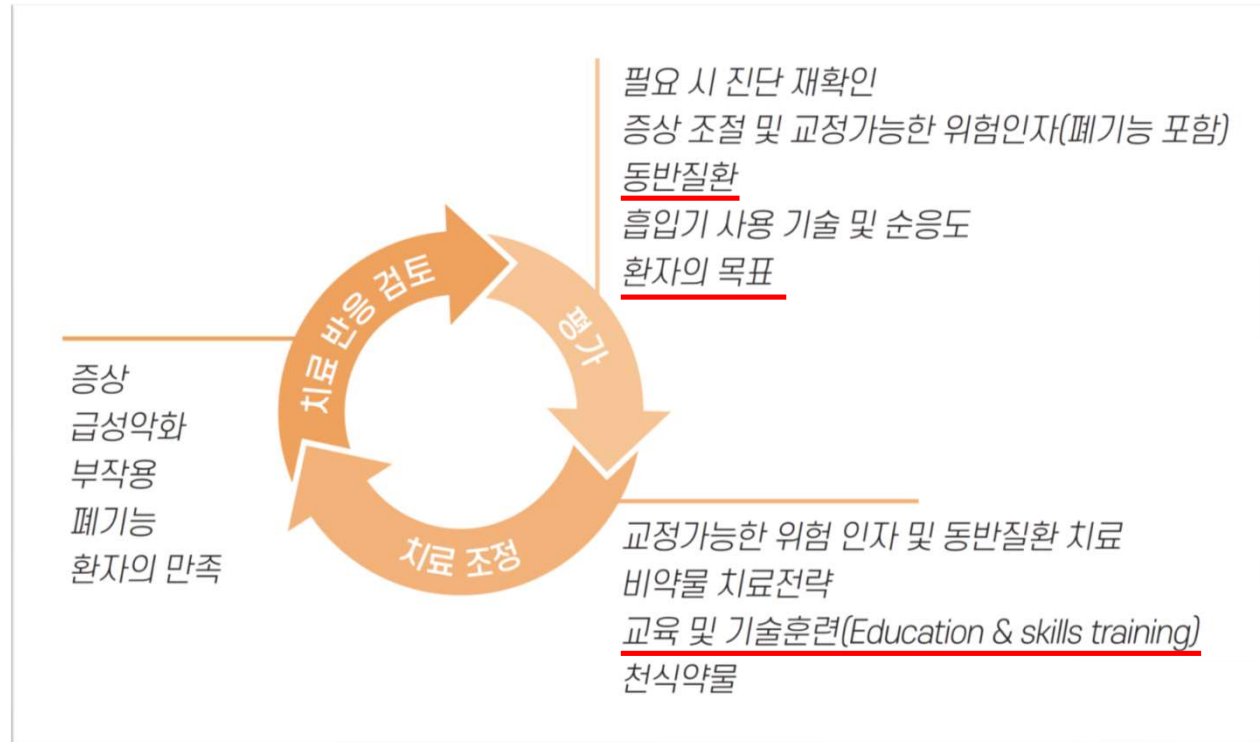 필요 시 진단 재확인
증상 조절 및 교정가능한 위험인자(폐기능 포함)
동반질환
흡입기 사용 기술 및 순응도
환자의 목표
치료 반응 검토
평가
치료 조정
증상
급성악화
부작용
폐기능
환자의 만족
교정가능한 위험 인자 및 동반질환 치료
비약물 치료전략
교육 및 기술훈련(Education & skills training)
천식약물